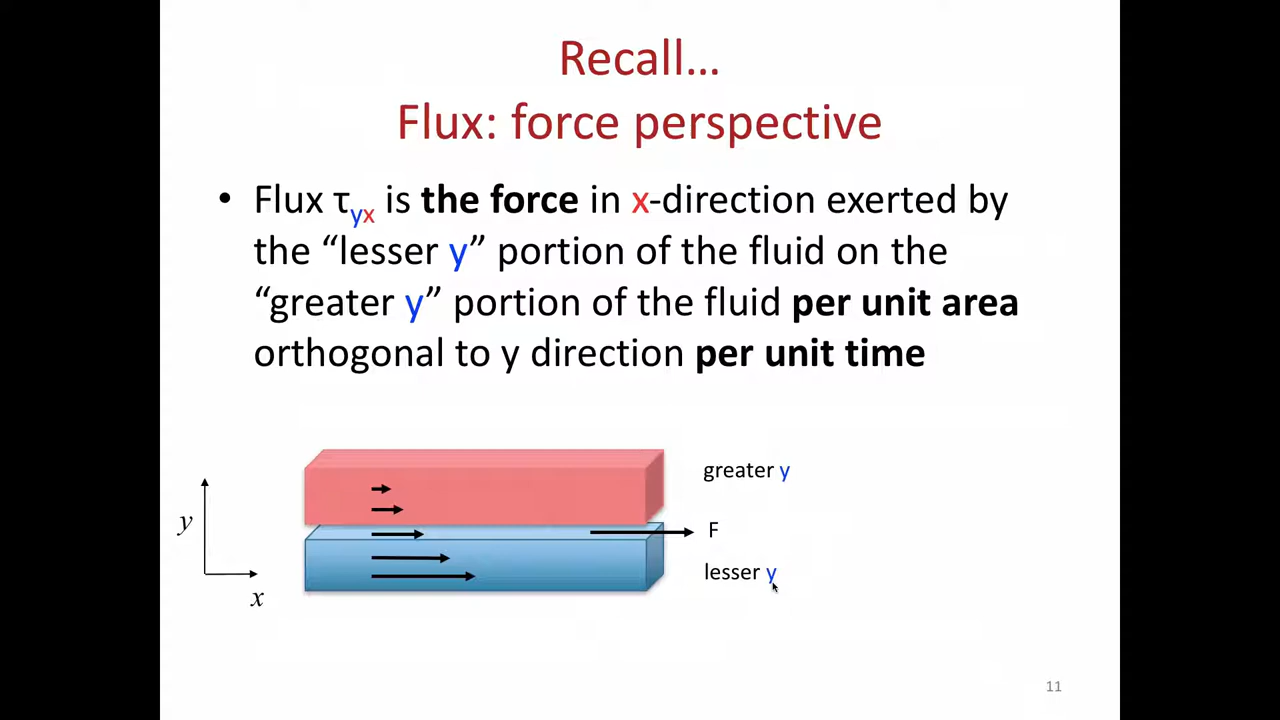 Recall…
Flux: force perspective
• Flux τyx is the force in x-direction exerted by
the “lesser y” portion of the fluid on the
“greater y” portion of the fluid per unit area
orthogonal to y direction per unit time
greater y
y
F
lesser y
x
11